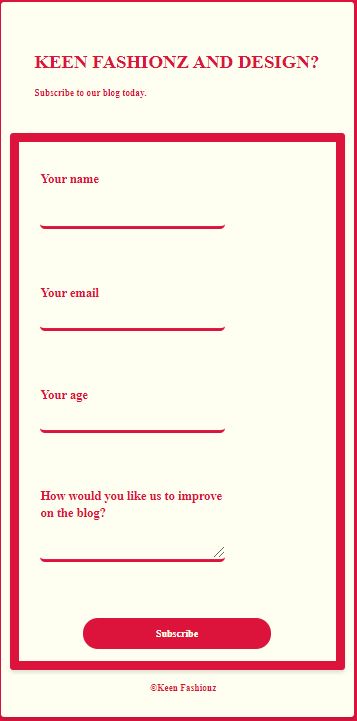 KEEN FASHIONZ AND DESIGN?
Subscribe to our blog today.
Your name
Your email
Your age
How would you like us to improve
on the blog?
Subscribe
©Keen Fashionz